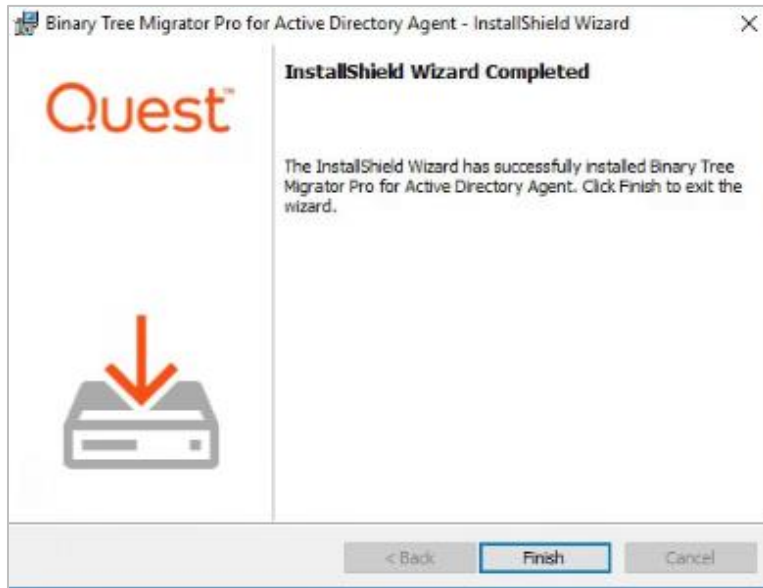 Binary Tree Migrator Pro for Active Directory Agent - InstallShield Wizard
Quest™
InstallShield Wizard Completed
The InstallShield Wizard has successfully installed Binary Tree
Migrator Pro for Active Directory Agent. Click Finish to exit the
wizard.
< Back
Finish
Cancel